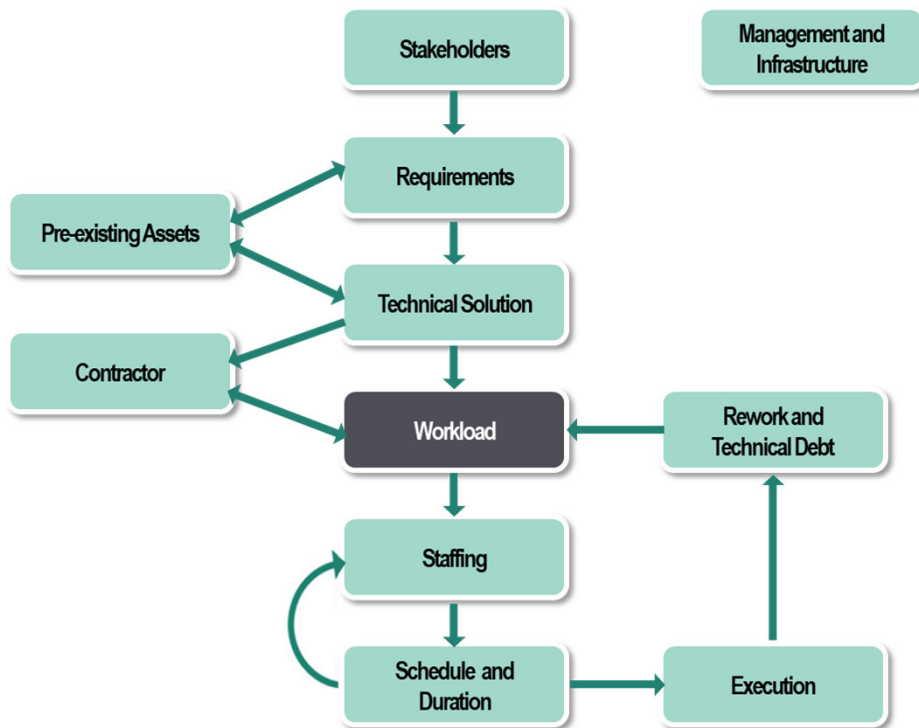 Stakeholders
Management and
Infrastructure
Requirements
Pre-existing Assets
Technical Solution
Contractor
Workload
Rework and
Technical Debt
Staffing
Schedule and
Duration
Execution